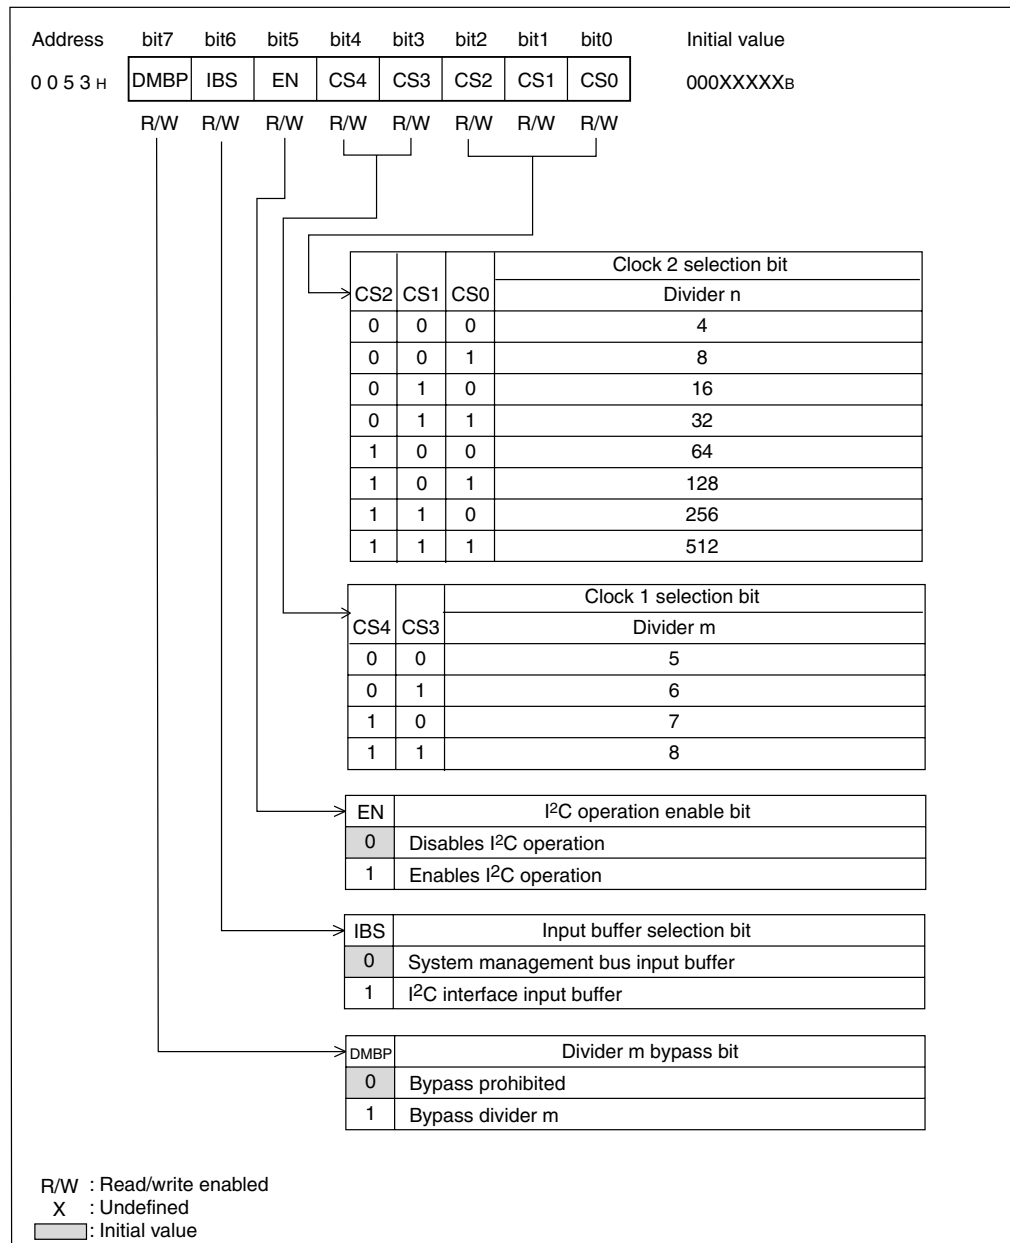 Address bit7 bit6 bit5 bit4 bit3 bit2 bit1 bit0 Initial value
0 0 5 3 H DMBP IBS EN CS4 CS3 CS2 CS1 CS0 000XXXXXB
R/W R/W R/W R/W R/W R/W R/W R/W
Clock 2 selection bit
CS2 CS1 CS0 Divider n
0 0 0 4
0 0 1 8
0 1 0 16
0 1 1 32
1 0 0 64
1 0 1 128
1 1 0 256
1 1 1 512
Clock 1 selection bit
CS4 CS3 Divider m
0 0 5
0 1 6
1 0 7
1 1 8
EN I2C operation enable bit
0 Disables I2C operation
1 Enables I2C operation
IBS Input buffer selection bit
0 System management bus input buffer
1 I2C interface input buffer
DMBP Divider m bypass bit
0 Bypass prohibited
1 Bypass divider m
R/W : Read/write enabled
X : Undefined
: Initial value